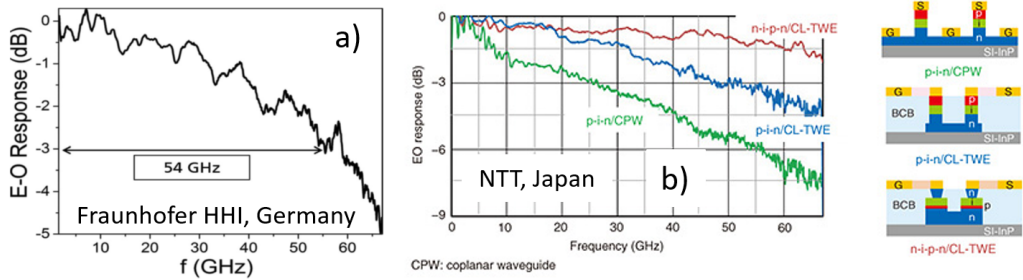 E-O Response (dB)
0
-1
-2
-3
-4
-5
a)
54 GHz
Fraunhofer HHI, Germany
0
10
20
30
40
50
60
f (GHz)
EO response (dB)
0
−3
−6
−9
n-i-p-n/CL-TWE
p-i-n/CPW
p-i-n/CL-TWE
NTT, Japan
b)
0
10
20
30
40
50
60
Frequency (GHz)
CPW: coplanar waveguide
S
S
p
G
G
i
G
n
SI-InP
p-i-n/CPW
G
S
p
BCB
i
n
SI-InP
p-i-n/CL-TWE
G
S
n
BCB
i
p
n
SI-InP
n-i-p-n/CL-TWE